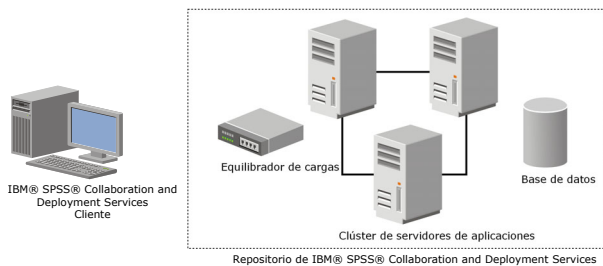 IBM® SPSS® Collaboration and
Deployment Services
Cliente
Equilibrador de cargas
Base de datos
Clúster de servidores de aplicaciones
Repositorio de IBM® SPSS® Collaboration and Deployment Services